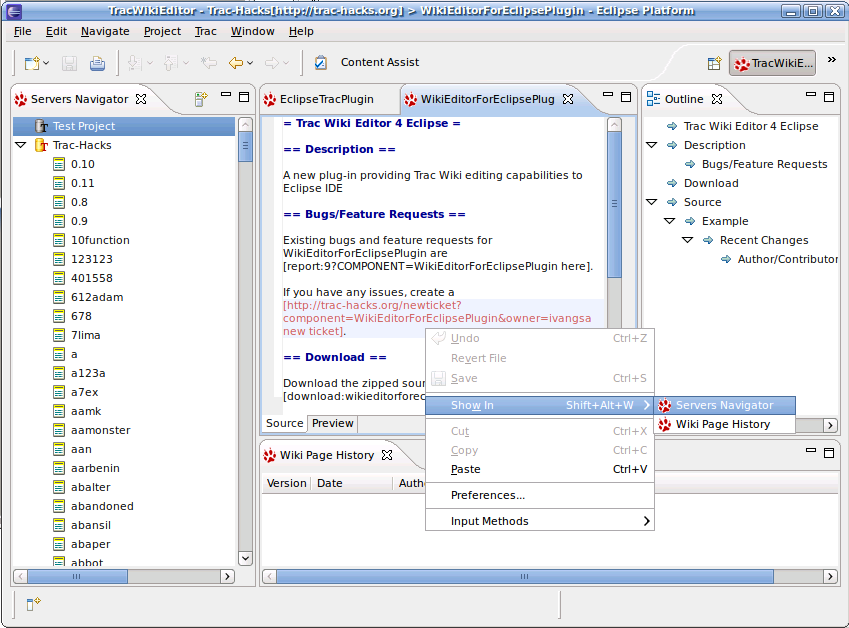 TracWikiEditor - Trac-Hacks[http://trac-hacks.org] > WikiEditorForEclipsePlugin - Eclipse Platform
File Edit Navigate Project Trac Window Help
Content Assist
TracWikiE...
Servers Navigator
Test Project
Trac-Hacks
0.10
0.11
0.8
0.9
10function
123123
401558
612adam
678
7lima
a
a123a
a7ex
aamk
aamonster
aan
aarbenin
abalter
abandoned
abansil
abaper
abbot
EclipseTracPlugin
WikiEditorForEclipsePlug
= Trac Wiki Editor 4 Eclipse =
== Description ==
A new plug-in providing Trac Wiki editing capabilities to
Eclipse IDE
== Bugs/Feature Requests ==
Existing bugs and feature requests for
WikiEditorForEclipsePlugin are
[report:9?COMPONENT=WikiEditorForEclipsePlugin here].
If you have any issues, create a
[http://trac-hacks.org/newticket?
component=WikiEditorForEclipsePlugin&owner=ivangsa
new ticket].
== Download ==
Download the zipped sour
[download:wikieditorforec
Source Preview
Undo Ctrl+Z
Revert File
Save Ctrl+S
Show In Shift+Alt+W
Cut Ctrl+X
Copy Ctrl+C
Paste Ctrl+V
Preferences...
Input Methods
Servers Navigator
Wiki Page History
Outline
Trac Wiki Editor 4 Eclipse
Description
Bugs/Feature Requests
Download
Source
Example
Recent Changes
Author/Contributor
Wiki Page History
Version Date Autho